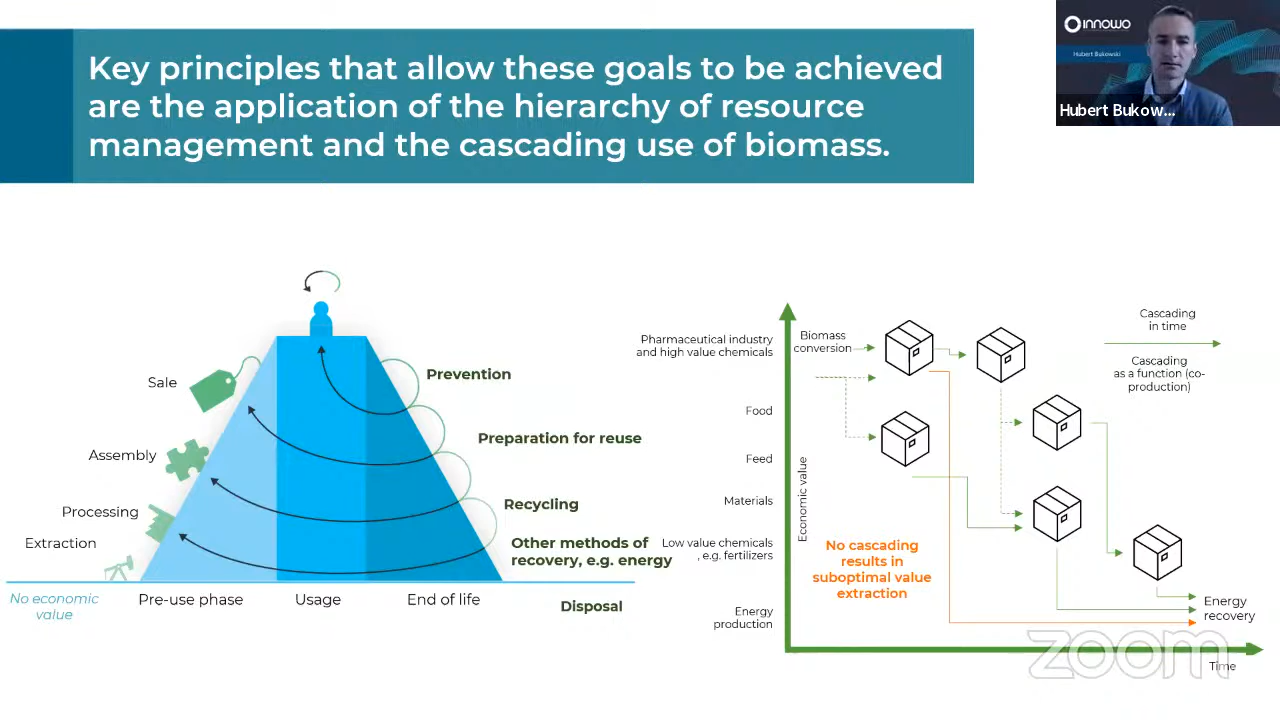 Key principles that allow these goals to be achieved
are the application of the hierarchy of resource
management and the cascading use of biomass.
INNOWO
Hubert Bukowski
Hubert Bukow...
Sale
Assembly
Processing
Extraction
No economic
value
Pre-use phase
Usage
End of life
Prevention
Preparation for reuse
Recycling
Other methods of
recovery, e.g. energy
Disposal
Pharmaceutical industry
and high value chemicals
Food
Feed
Materials
Low value chemicals
, e.g. fertilizers
Energy
production
Economic value
Biomass
conversion
No cascading
results in
suboptimal value
extraction
Cascading
in time
Cascading
as a function (co-
production)
Energy
recovery
Time
zoom